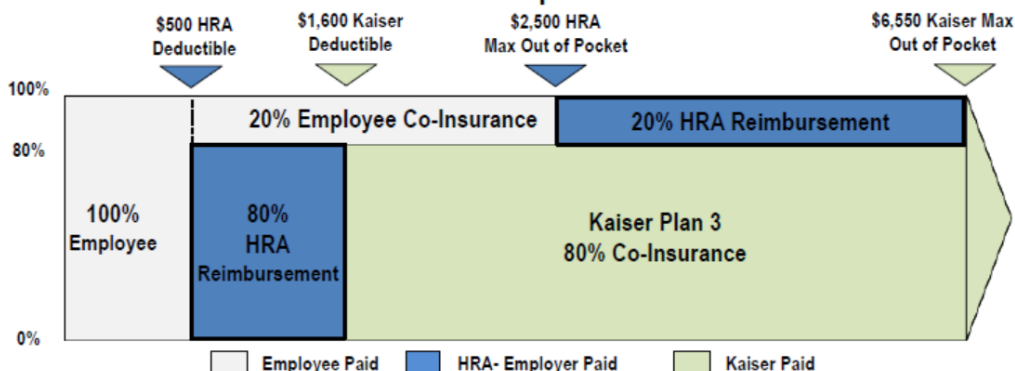 $500 HRA
Deductible
$1,600 Kaiser
Deductible
$2,500 HRA
Max Out of Pocket
$6,550 Kaiser Max
Out of Pocket
100%
20% Employee Co-Insurance
20% HRA Reimbursement
80%
100%
Employee
80%
HRA
Reimbursement
Kaiser Plan 3
80% Co-Insurance
0%
Employee Paid
HRA- Employer Paid
Kaiser Paid